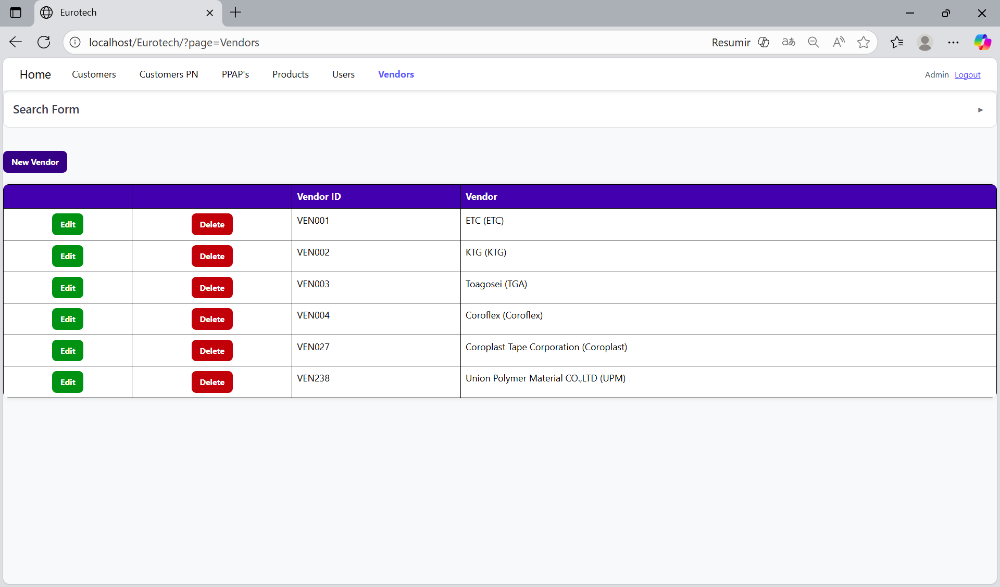 Eurotech
localhost/Eurotech/?page=Vendors Resumir aあ A
Home Customers Customers PN PPAP's Products Users Vendors Admin Logout
Search Form
New Vendor
Vendor ID Vendor
Edit Delete VEN001 ETC (ETC)
Edit Delete VEN002 KTG (KTG)
Edit Delete VEN003 Toagosei (TGA)
Edit Delete VEN004 Coroflex (Coroflex)
Edit Delete VEN027 Coroplast Tape Corporation (Coroplast)
Edit Delete VEN238 Union Polymer Material CO.,LTD (UPM)